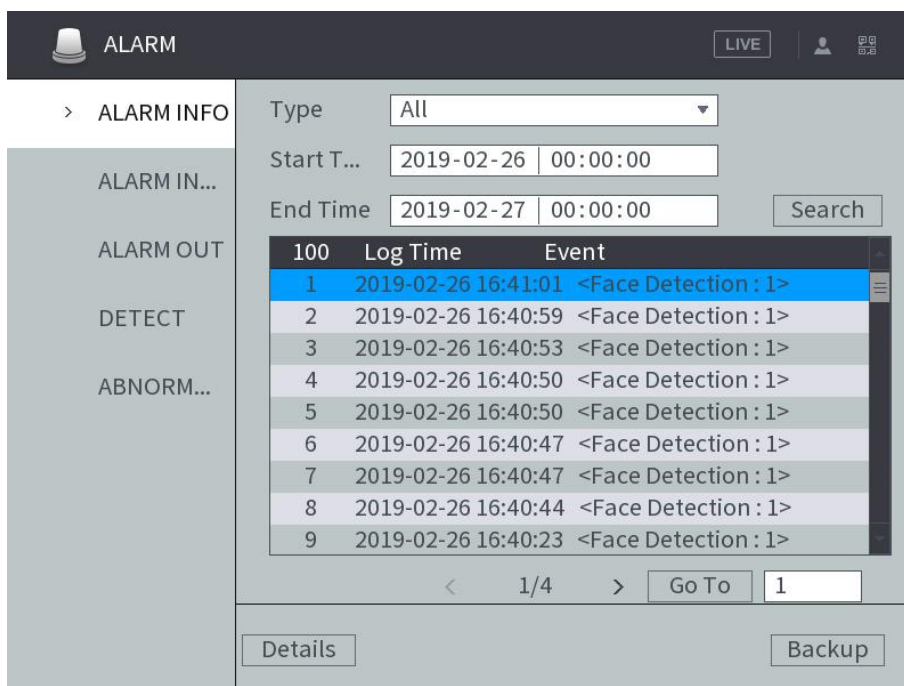 ALARM LIVE
ALARM INFO
ALARM IN...
ALARM OUT
DETECT
ABNORM...
Type All
Start T... 2019-02-26 00:00:00
End Time 2019-02-27 00:00:00 Search
100 Log Time Event
1 2019-02-26 16:41:01 <Face Detection : 1>
2 2019-02-26 16:40:59 <Face Detection : 1>
3 2019-02-26 16:40:53 <Face Detection : 1>
4 2019-02-26 16:40:50 <Face Detection : 1>
5 2019-02-26 16:40:50 <Face Detection : 1>
6 2019-02-26 16:40:47 <Face Detection : 1>
7 2019-02-26 16:40:47 <Face Detection : 1>
8 2019-02-26 16:40:44 <Face Detection : 1>
9 2019-02-26 16:40:23 <Face Detection : 1>
< 1/4 > Go To 1
Details Backup